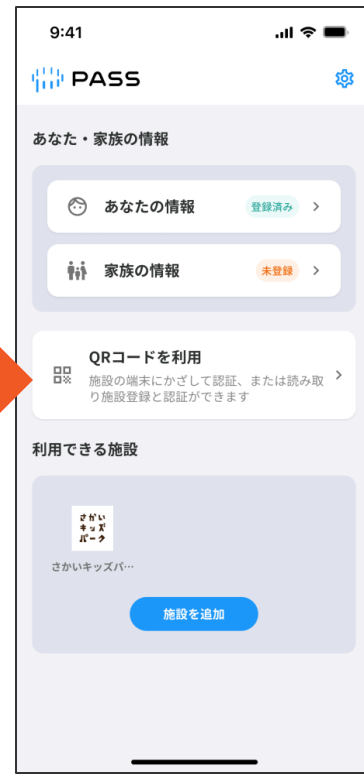 9:41
PASS
あなた・家族の情報
あなたの情報 登録済み
家族の情報 未登録
QRコードを利用
施設の端末にかざして認証、または読み取
り施設登録と認証ができます
利用できる施設
さかい
キッズ
パーク
さかいキッズパ…
施設を追加